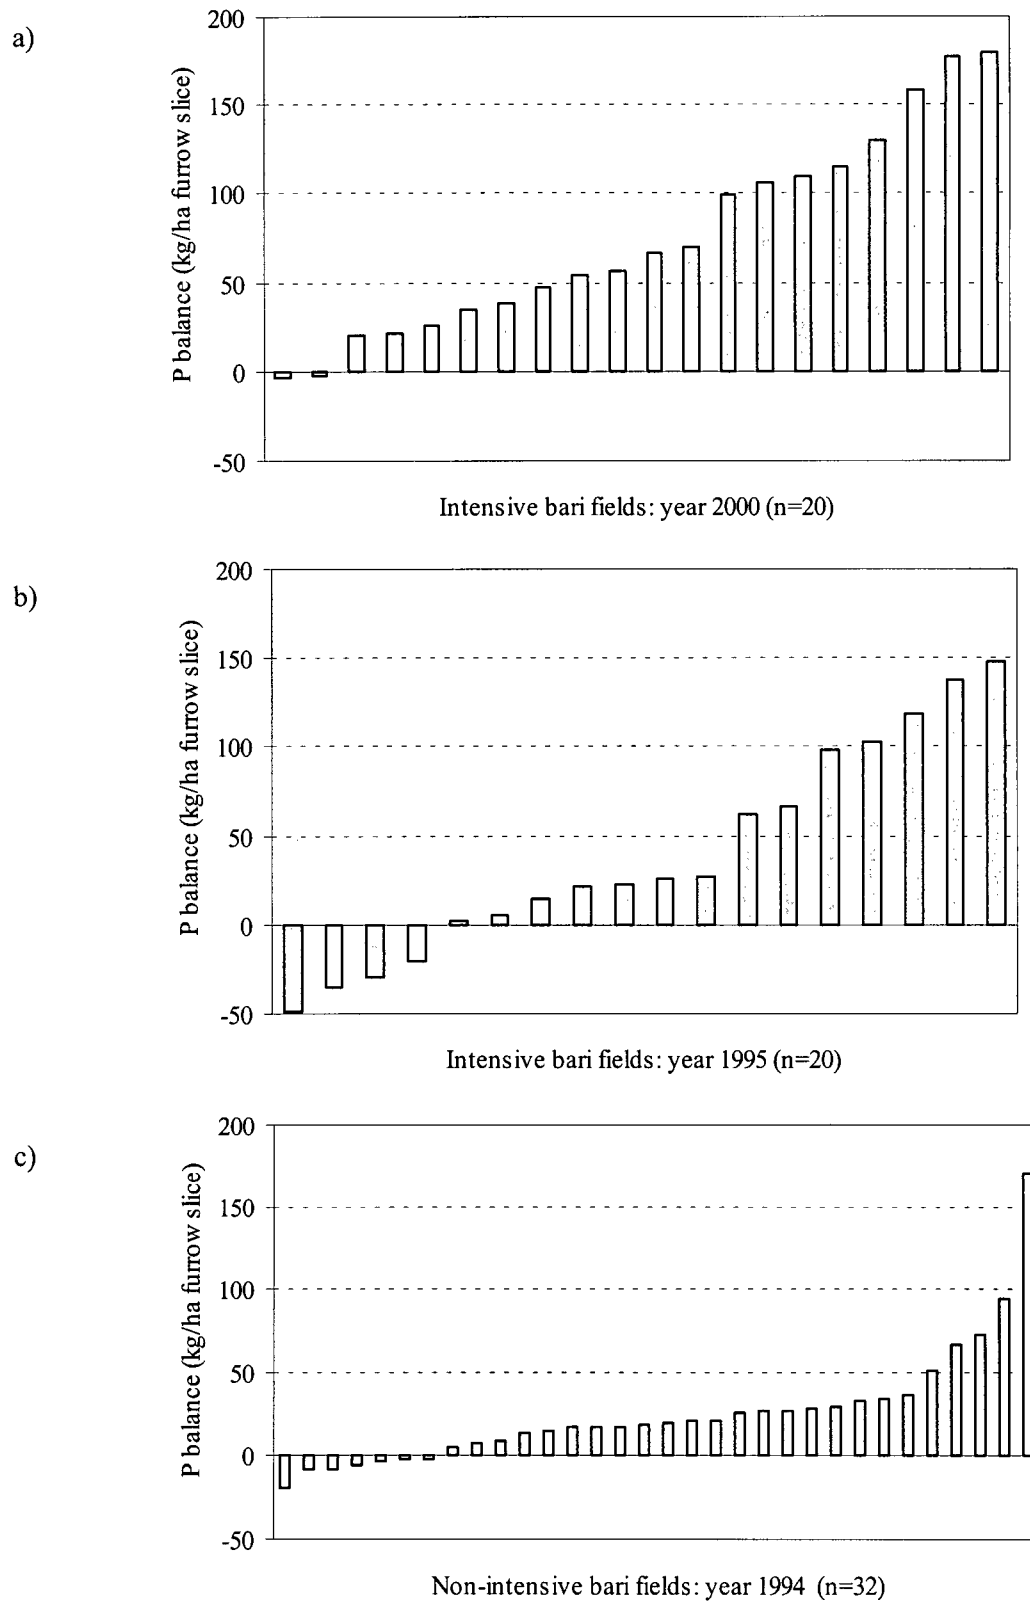 a)
P balance (kg/ha furrow slice)
200
150
100
50
0
-50
Intensive bari fields: year 2000 (n=20)
b)
P balance (kg/ha furrow slice)
200
150
100
50
0
-50
Intensive bari fields: year 1995 (n=20)
c)
P balance (kg/ha furrow slice)
200
150
100
50
0
-50
Non-intensive bari fields: year 1994 (n=32)